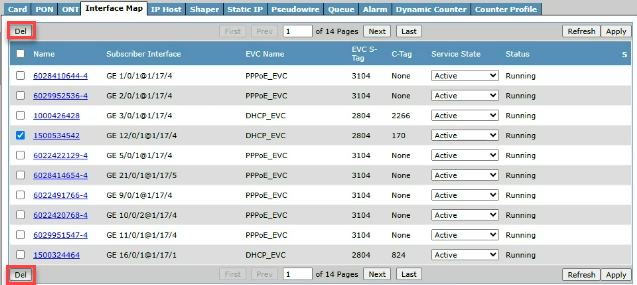 Card PON ONT Interface Map IP Host Shaper Static IP Pseudowire Queue Alarm Dynamic Counter Counter Profile
Del First Prev 1 of 14 Pages Next Last Refresh Apply
Name Subscriber Interface EVC Name EVC S-Tag C-Tag Service State Status S
6028410644-4 GE 1/0/1@1/17/4 PPPoE_EVC 3104 None Active Running
6029952536-4 GE 2/0/1@1/17/4 PPPoE_EVC 3104 None Active Running
1000426428 GE 3/0/1@1/17/4 DHCP_EVC 2804 2266 Active Running
1500534542 GE 12/0/1@1/17/4 DHCP_EVC 2804 170 Active Running
6022422129-4 GE 5/0/1@1/17/4 PPPoE_EVC 3104 None Active Running
6028414654-4 GE 21/0/1@1/17/5 PPPoE_EVC 3104 None Active Running
6022491766-4 GE 9/0/1@1/17/4 PPPoE_EVC 3104 None Active Running
6022420768-4 GE 10/0/2@1/17/4 PPPoE_EVC 3104 None Active Running
6029951547-4 GE 11/0/1@1/17/4 PPPoE_EVC 3104 None Active Running
1500324464 GE 16/0/1@1/17/1 DHCP_EVC 2804 824 Active Running
Del First Prev 1 of 14 Pages Next Last Refresh Apply